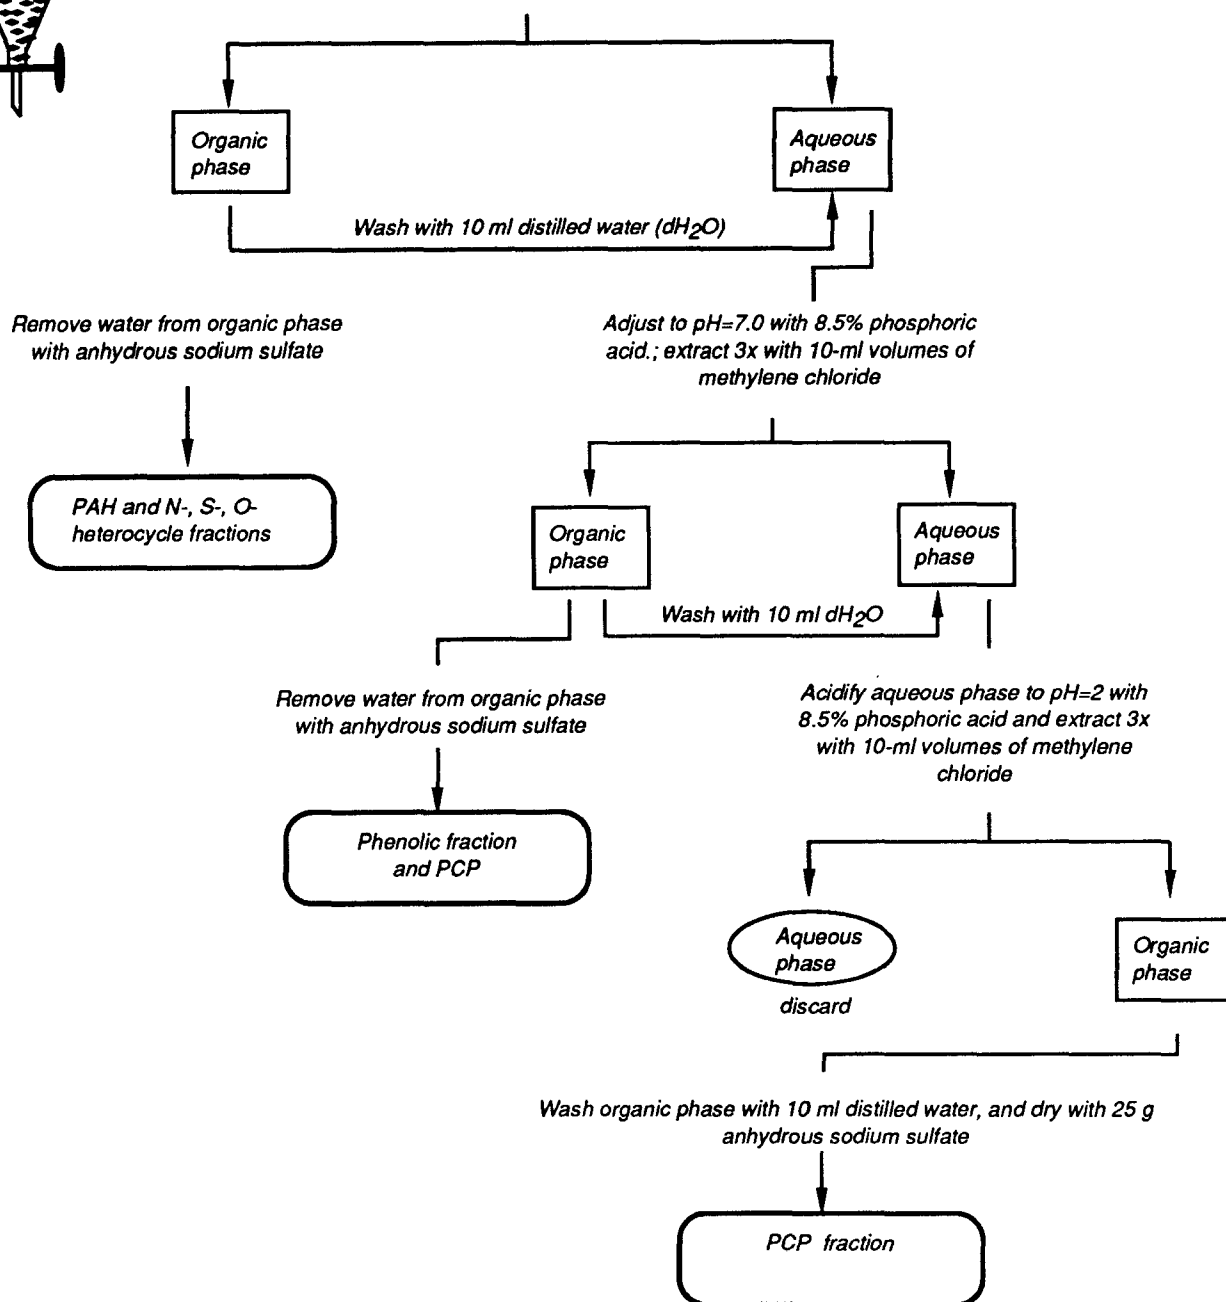 Organic
phase
Aqueous
phase
Wash with 10 ml distilled water (dH2O)
Remove water from organic phase
with anhydrous sodium sulfate
Adjust to pH=7.0 with 8.5% phosphoric
acid.; extract 3x with 10-ml volumes of
methylene chloride
PAH and N-, S-, O-
heterocycle fractions
Organic
phase
Aqueous
phase
Wash with 10 ml dH2O
Remove water from organic phase
with anhydrous sodium sulfate
Acidify aqueous phase to pH=2 with
8.5% phosphoric acid and extract 3x
with 10-ml volumes of methylene
chloride
Phenolic fraction
and PCP
Aqueous
phase
discard
Organic
phase
Wash organic phase with 10 ml distilled water, and dry with 25 g
anhydrous sodium sulfate
PCP fraction